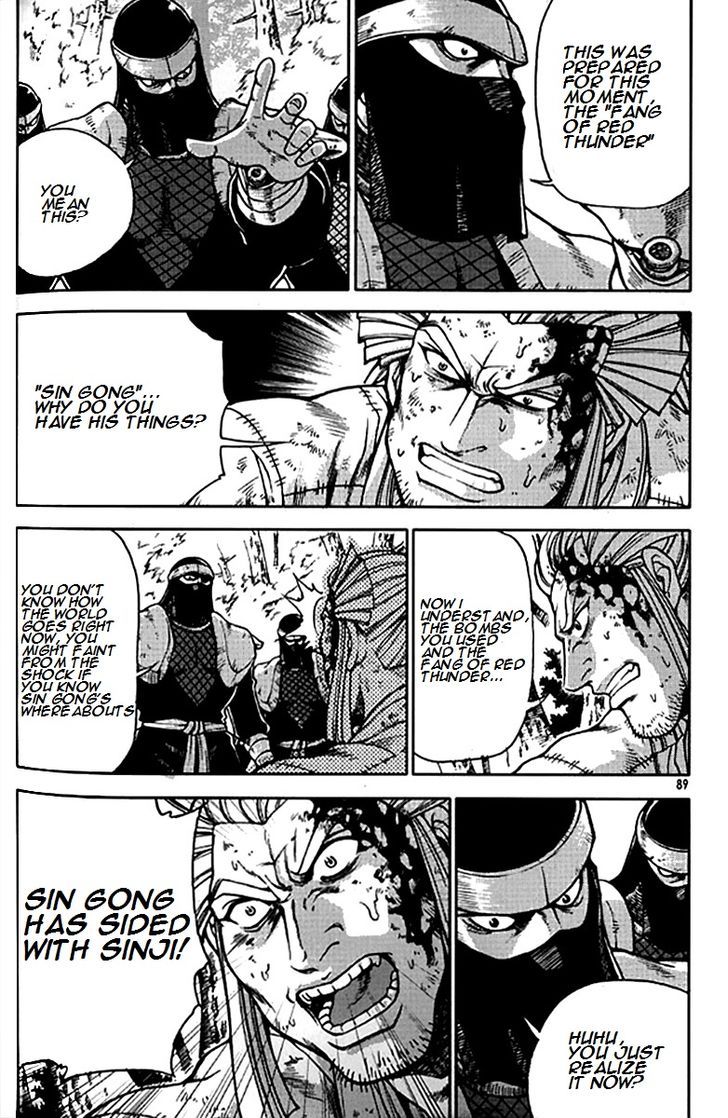 YOU
MEAN
THIS?
THIS WAS
PREPARED
FOR THIS
MOMENT,
THE "FANG
OF RED
THUNDER"
"SIN GONG"...
WHY DO YOU
HAVE HIS THINGS?
YOU DON'T
KNOW HOW
THE WORLD
GOES RIGHT
NOW, YOU
MIGHT FAINT
FROM THE
SHOCK IF
YOU KNOW
SIN GONG'S
WHEREABOUTS
NOW I
UNDERSTAND,
THE BOMBS
YOU USED
AND THE
FANG OF RED
THUNDER...
89
SIN GONG
HAS SIDED
WITH SINJI!
HUHU,
YOU JUST
REALIZE
IT NOW?